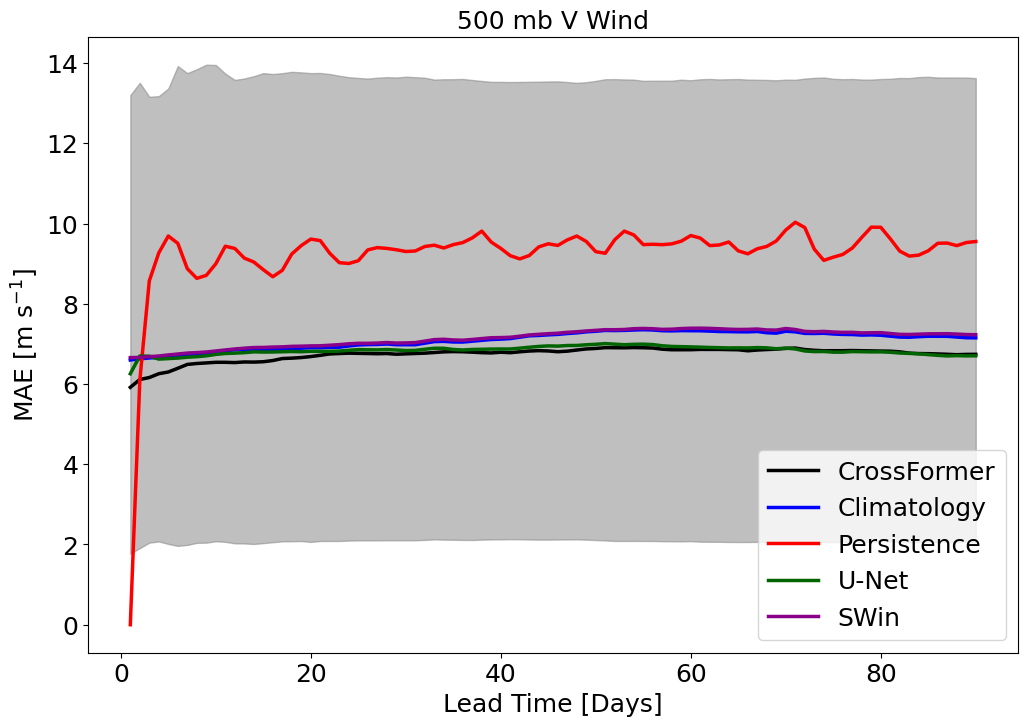 500 mb V Wind
MAE [m s⁻¹]
14
12
10
8
6
4
2
0
0 20 40 60 80
Lead Time [Days]
CrossFormer
Climatology
Persistence
U-Net
SWin